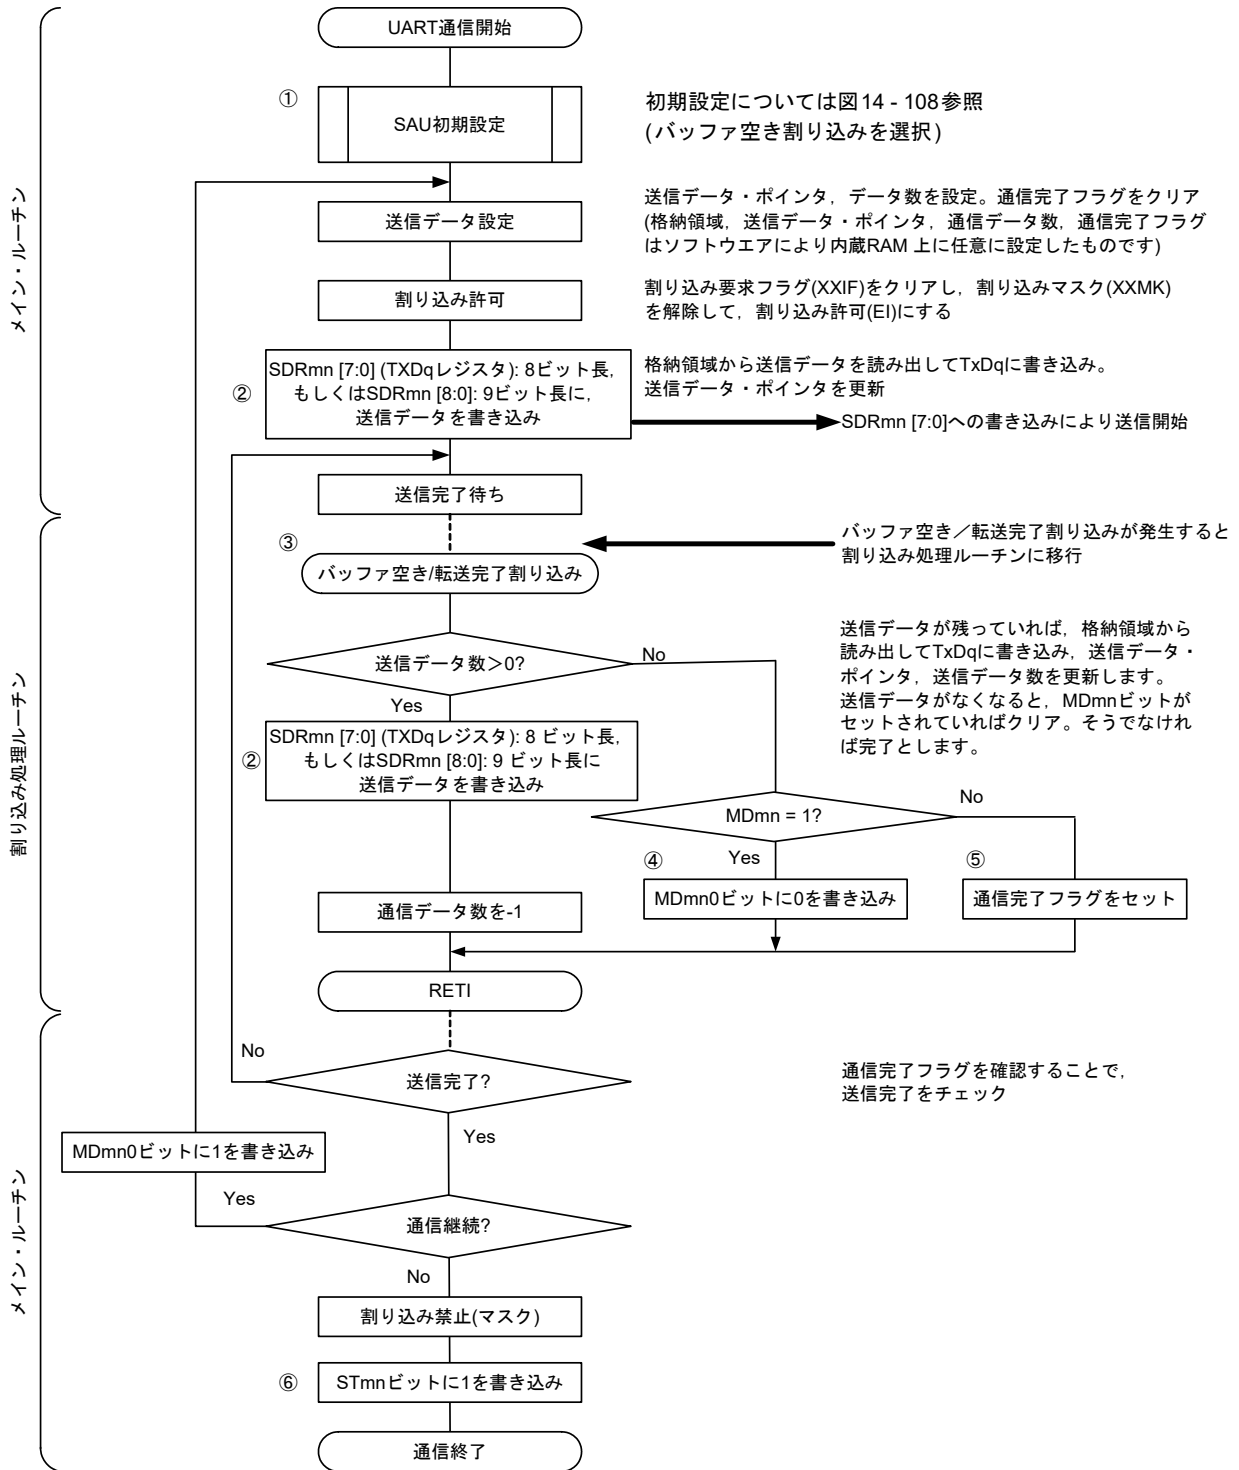 UART通信開始
①
SAU初期設定
初期設定については図14 - 108参照
(バッファ空き割り込みを選択)
メイン・ルーチン
送信データ設定
送信データ・ポインタ，データ数を設定。通信完了フラグをクリア
(格納領域，送信データ・ポインタ，通信データ数，通信完了フラグ
はソフトウエアにより内蔵RAM 上に任意に設定したものです)
割り込み許可
割り込み要求フラグ(XXIF)をクリアし，割り込みマスク(XXMK)
を解除して，割り込み許可(EI)にする
②
SDRmn [7:0] (TXDqレジスタ): 8ビット長，
もしくはSDRmn [8:0]: 9ビット長に，
送信データを書き込み
格納領域から送信データを読み出してTxDqに書き込み。
送信データ・ポインタを更新
SDRmn [7:0]への書き込みにより送信開始
送信完了待ち
③
バッファ空き/転送完了割り込み
バッファ空き／転送完了割り込みが発生すると
割り込み処理ルーチンに移行
割り込み処理ルーチン
送信データ数＞0?
No
Yes
送信データが残っていれば，格納領域から
読み出してTxDqに書き込み，送信データ・
ポインタ，送信データ数を更新します。
送信データがなくなると，MDmnビットが
セットされていればクリア。そうでなけれ
ば完了とします。
②
SDRmn [7:0] (TXDqレジスタ): 8 ビット長，
もしくはSDRmn [8:0]: 9 ビット長に
送信データを書き込み
MDmn = 1?
No
Yes
④
MDmn0ビットに0を書き込み
⑤
通信完了フラグをセット
通信データ数を-1
RETI
メイン・ルーチン
送信完了?
No
Yes
通信完了フラグを確認することで，
送信完了をチェック
MDmn0ビットに1を書き込み
Yes
通信継続?
No
割り込み禁止(マスク)
⑥
STmnビットに1を書き込み
通信終了